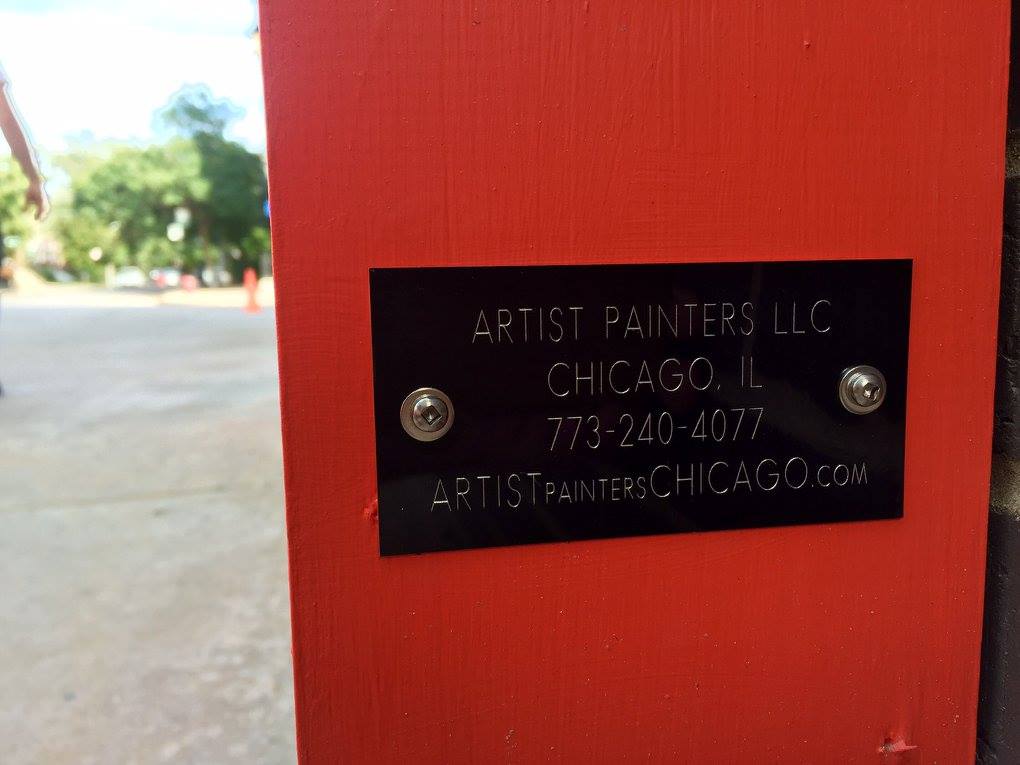 ARTIST PAINTERS LLC
CHICAGO, IL
773-240-4077
ARTISTPAINTERSCHICAGO.COM